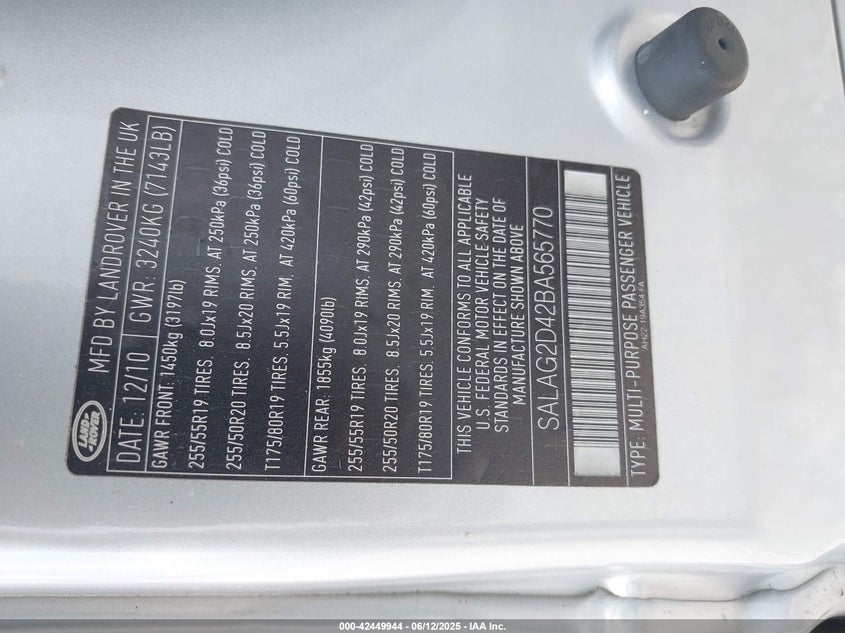 LAND ROVER
MFD BY LANDROVER IN THE UK
DATE: 12/10 GWR: 3240KG (7143LB)
GAWR FRONT: 1450kg (3197lb)
255/55R19 TIRES. 8.0Jx19 RIMS. AT 250kPa (36psi) COLD
255/50R20 TIRES. 8.5Jx20 RIMS. AT 250kPa (36psi) COLD
T175/80R19 TIRES. 5.5Jx19 RIM. AT 420kPa (60psi) COLD
GAWR REAR: 1855kg (4090lb)
255/55R19 TIRES. 8.0Jx19 RIMS. AT 290kPa (42psi) COLD
255/50R20 TIRES. 8.5Jx20 RIMS. AT 290kPa (42psi) COLD
T175/80R19 TIRES. 5.5Jx19 RIM. AT 420kPa (60psi) COLD
THIS VEHICLE CONFORMS TO ALL APPLICABLE
U.S. FEDERAL MOTOR VEHICLE SAFETY
STANDARDS IN EFFECT ON THE DATE OF
MANUFACTURE SHOWN ABOVE
SALAG2D42BA565770
TYPE: MULTI-PURPOSE PASSENGER VEHICLE
AH22-19A354-FA
000-42449944 - 06/12/2025 - IAA Inc.